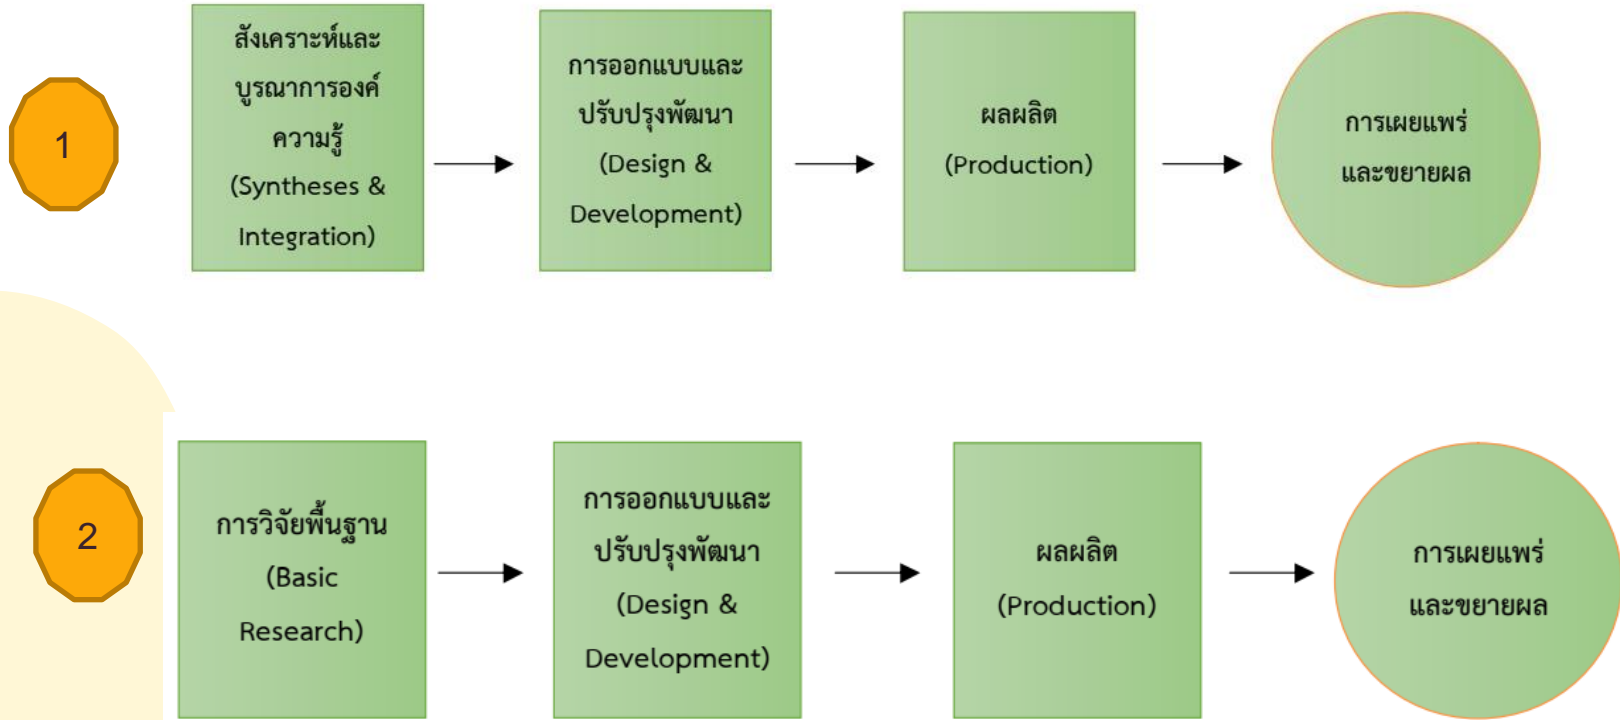 1
สังเคราะห์และ
บูรณาการองค์
ความรู้
(Syntheses &
Integration)
การออกแบบและ
ปรับปรุงพัฒนา
(Design &
Development)
ผลผลิต
(Production)
การเผยแพร่
และขยายผล
2
การวิจัยพื้นฐาน
(Basic
Research)
การออกแบบและ
ปรับปรุงพัฒนา
(Design &
Development)
ผลผลิต
(Production)
การเผยแพร่
และขยายผล